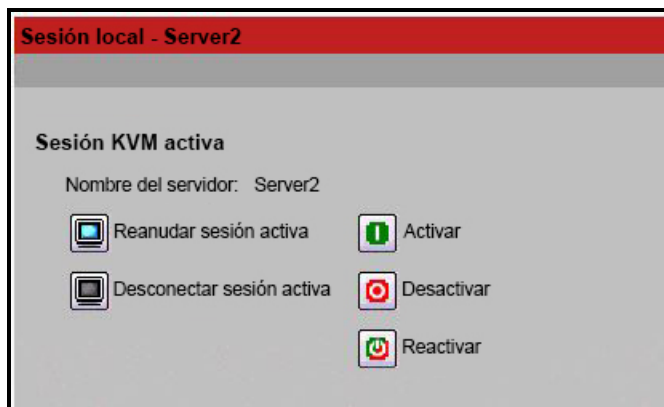 Sesión local - Server2
Sesión KVM activa
Nombre del servidor: Server2
Reanudar sesión activa
Activar
Desconectar sesión activa
Desactivar
Reactivar